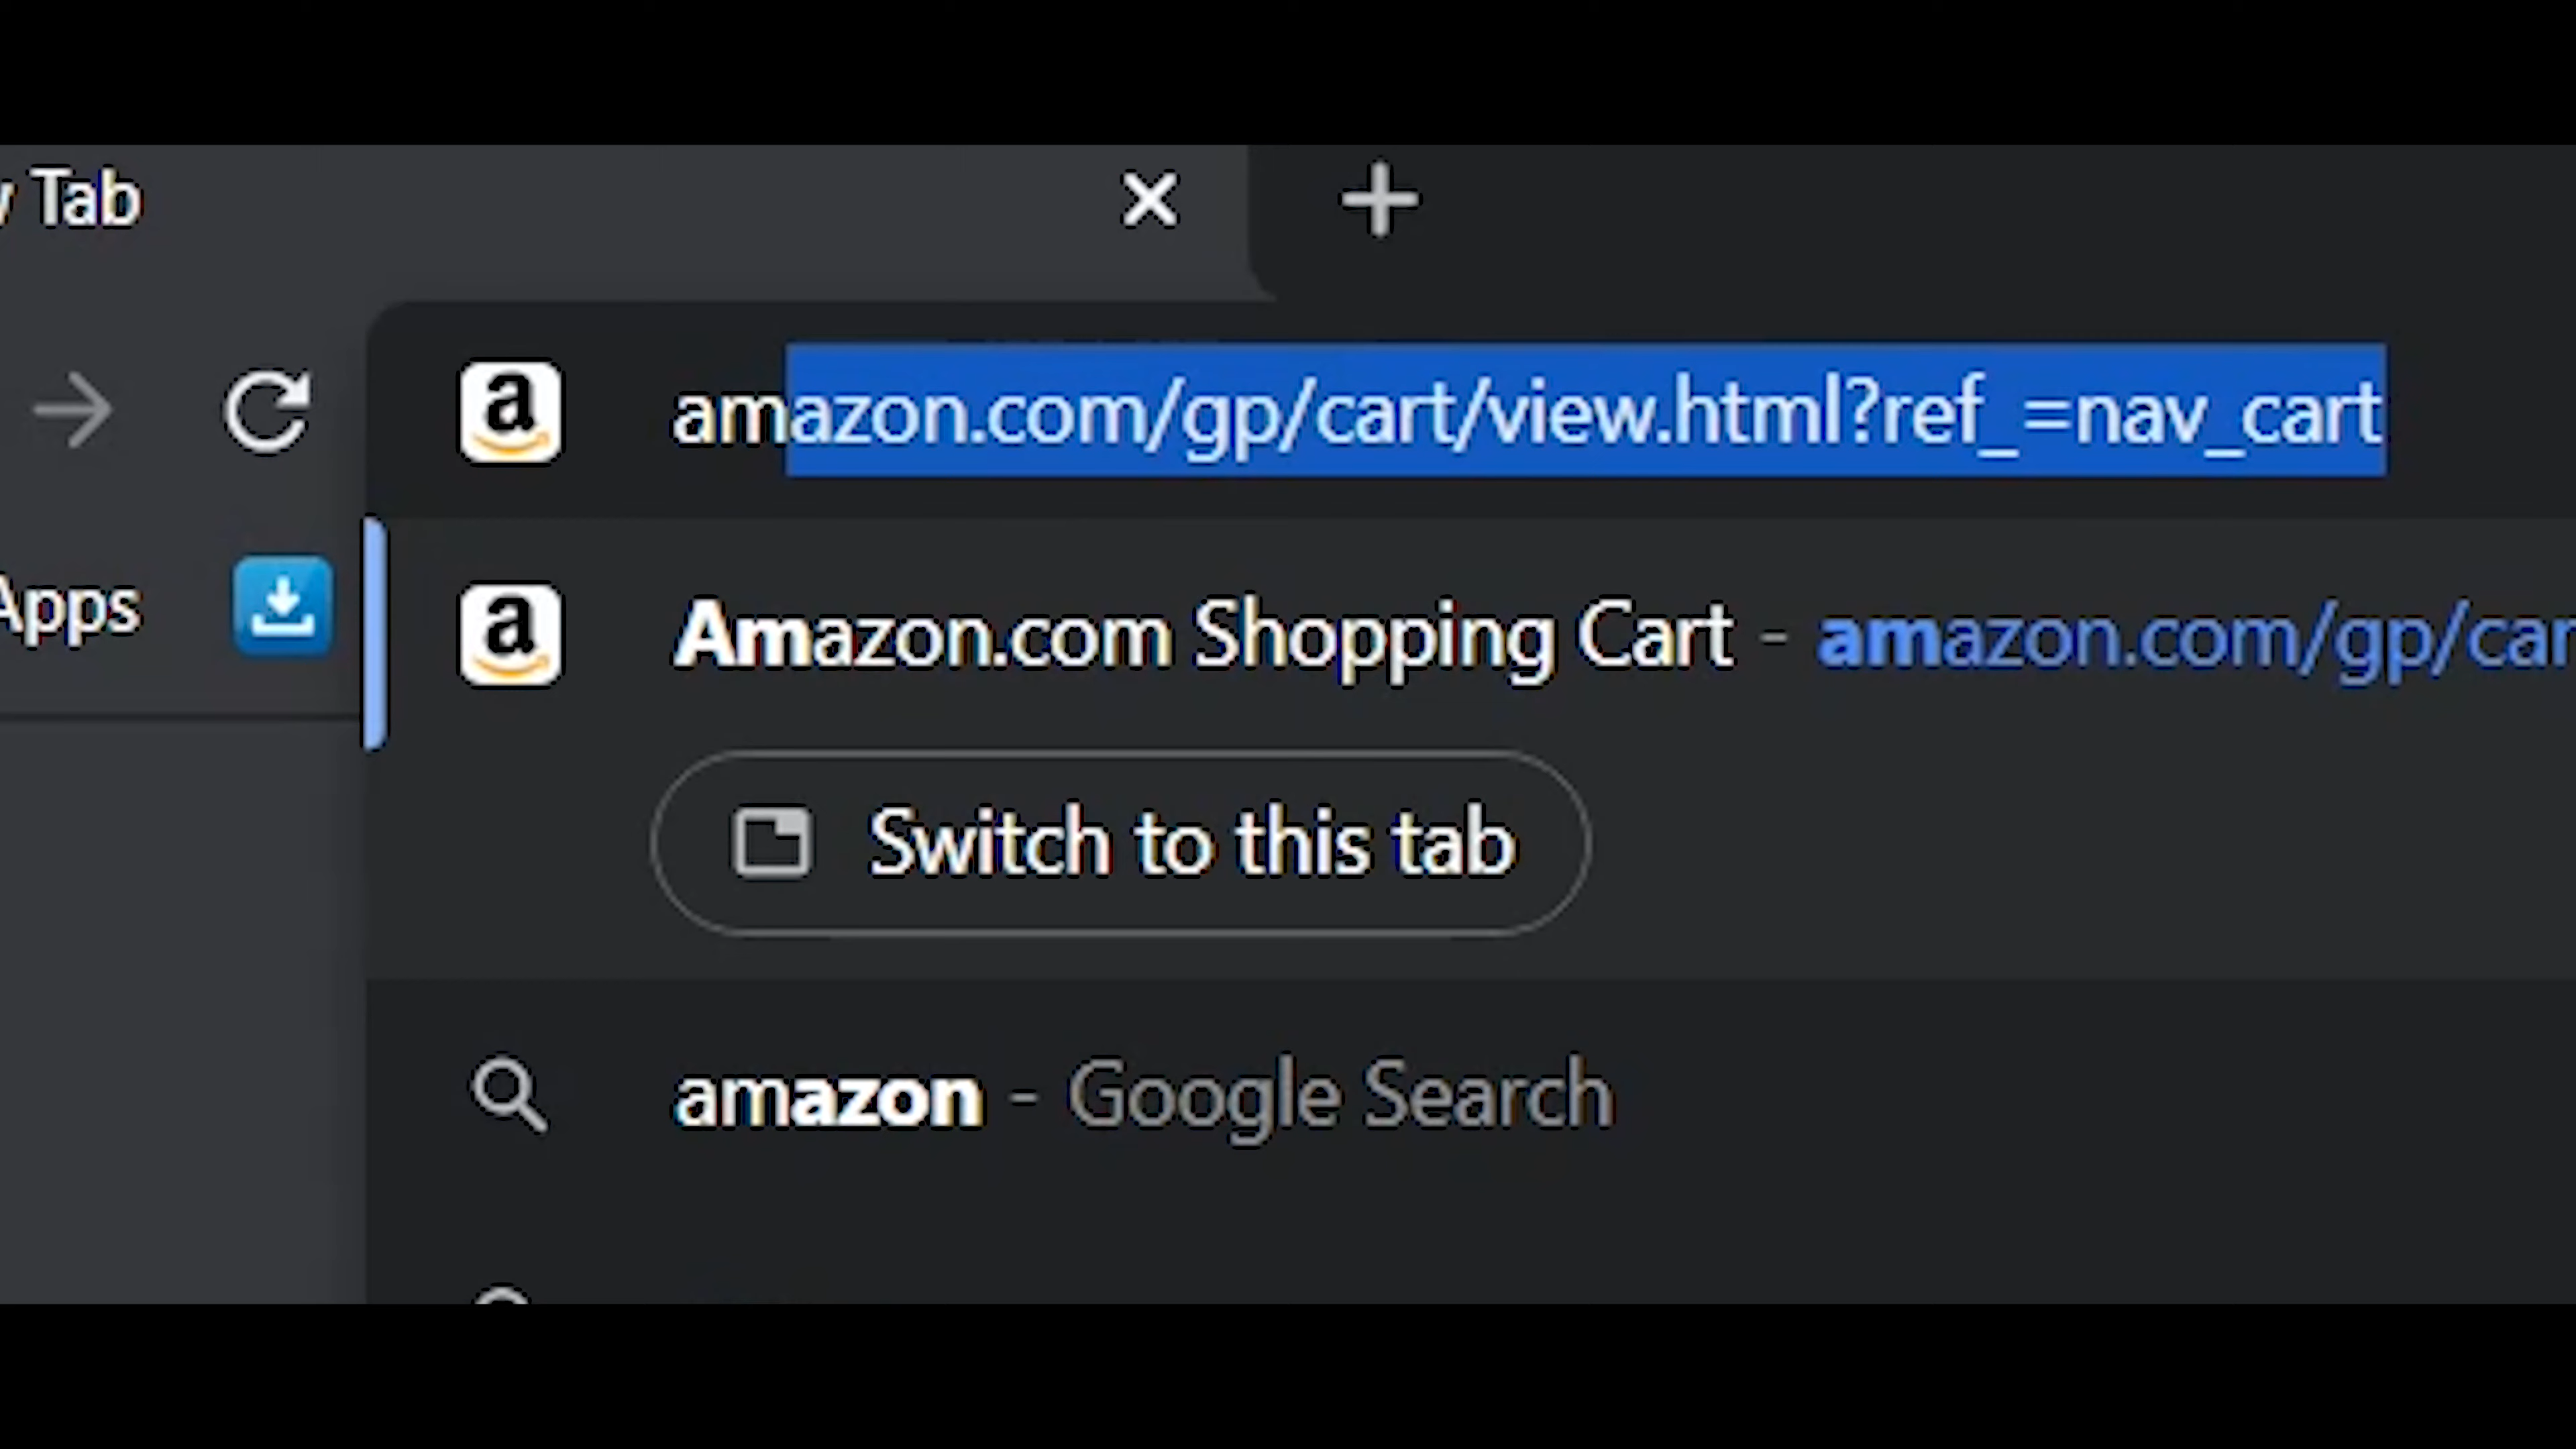 Tab
amazon.com/gp/cart/view.html?ref_=nav_cart
Apps
Amazon.com Shopping Cart - amazon.com/gp/car
Switch to this tab
amazon - Google Search